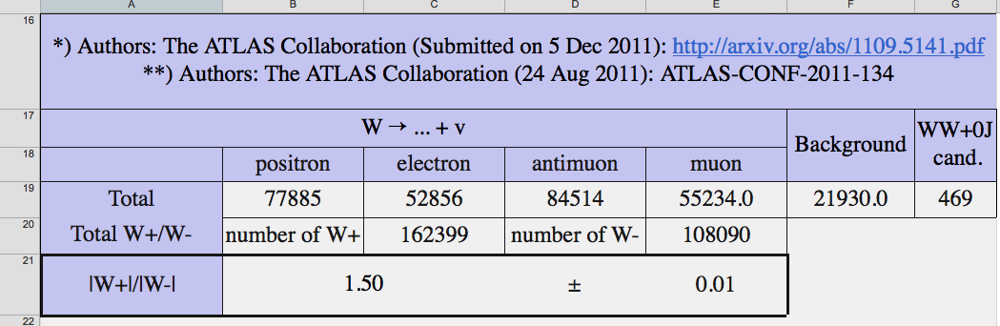 A B C D E F G
16
*) Authors: The ATLAS Collaboration (Submitted on 5 Dec 2011): http://arxiv.org/abs/1109.5141.pdf
**) Authors: The ATLAS Collaboration (24 Aug 2011): ATLAS-CONF-2011-134
17 W → ... + v Background WW+0J cand.
18 positron electron antimuon muon
19 Total 77885 52856 84514 55234.0 21930.0 469
20 Total W+/W- number of W+ 162399 number of W- 108090
21 |W+|/|W-| 1.50 ± 0.01
22